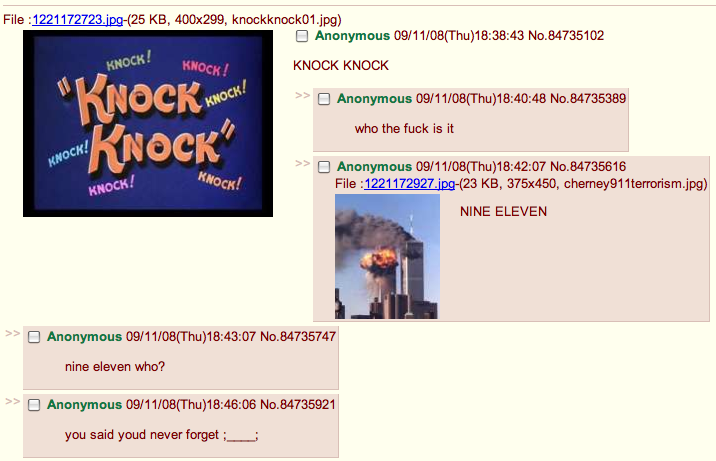 File :1221172723.jpg-(25 KB, 400x299, knockknock01.jpg)
KNOCK!
KNOCK!
KNOCK!
"KNOCK
KNOCK"
KNOCK!
KNOCK!
KNOCK!
Anonymous 09/11/08(Thu)18:38:43 No.84735102
KNOCK KNOCK
>> Anonymous 09/11/08(Thu)18:40:48 No.84735389
who the fuck is it
>> Anonymous 09/11/08(Thu)18:42:07 No.84735616
File :1221172927.jpg-(23 KB, 375x450, cherney911terrorism.jpg)
NINE ELEVEN
>> Anonymous 09/11/08(Thu)18:43:07 No.84735747
nine eleven who?
>> Anonymous 09/11/08(Thu)18:46:06 No.84735921
you said youd never forget ;____;